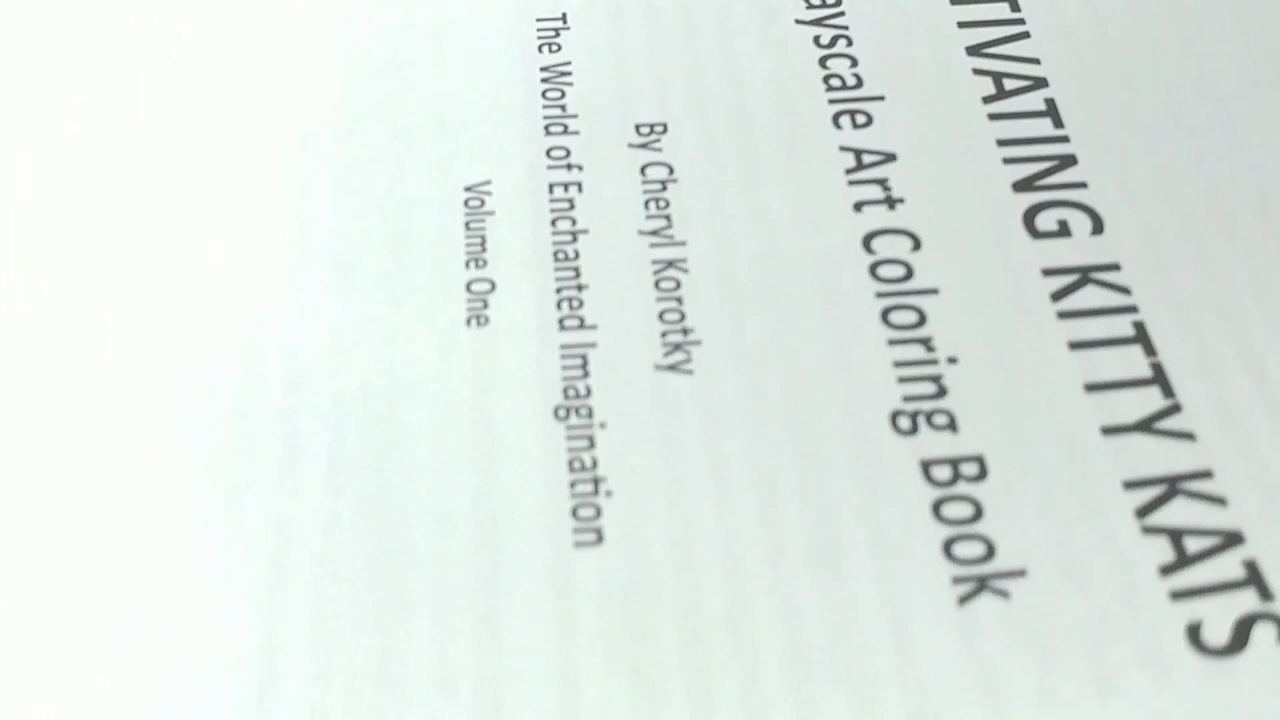 TIVATING KITTY KATS
ayscale Art Coloring Book
By Cheryl Korotky
The World of Enchanted Imagination
Volume One